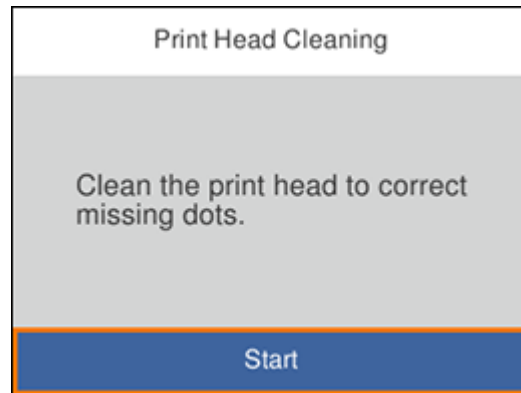 Print Head Cleaning
Clean the print head to correct
missing dots.
Start